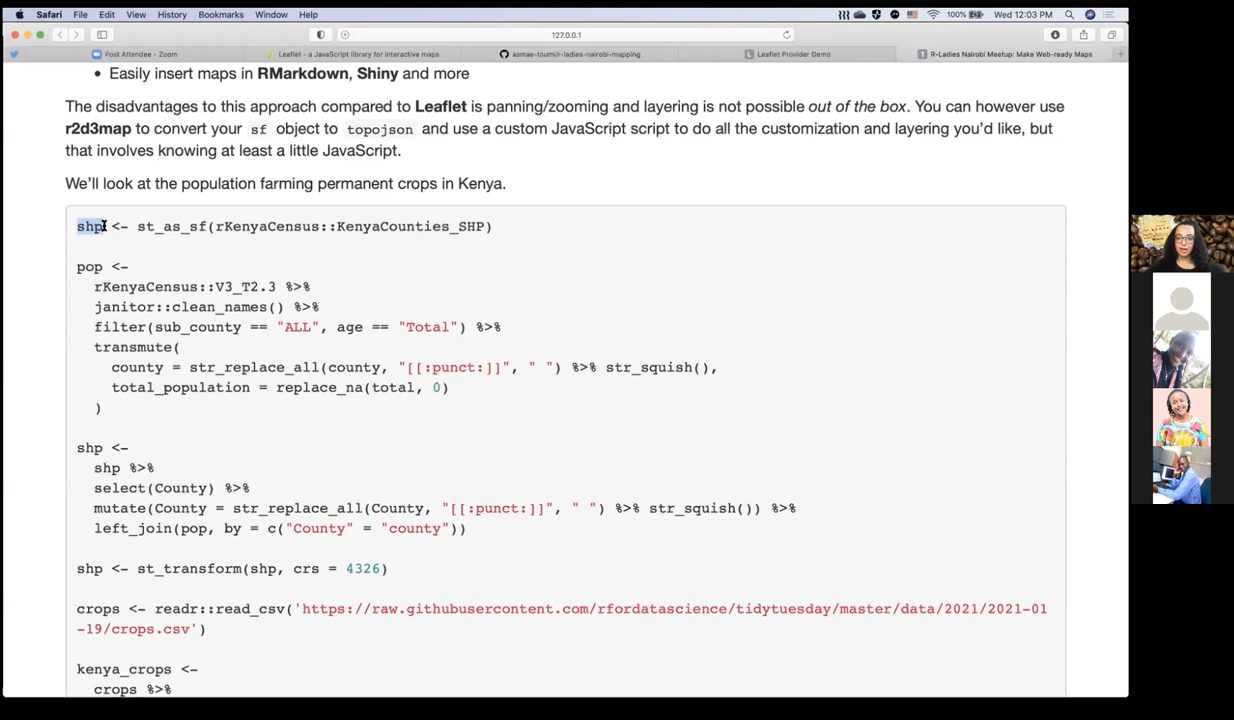 Safari File Edit View History Bookmarks Window Help 100% Wed 12:03 PM
127.0.0.1
Post Attendee - Zoom Leaflet - a JavaScript library for interactive maps asmae-toumi/r-ladies-nairobi-mapping Leaflet Provider Demo R-Ladies Nairobi Meetup: Make Web-ready Maps
• Easily insert maps in RMarkdown, Shiny and more
The disadvantages to this approach compared to Leaflet is panning/zooming and layering is not possible out of the box. You can however use
r2d3map to convert your sf object to topojson and use a custom JavaScript script to do all the customization and layering you'd like, but
that involves knowing at least a little JavaScript.
We'll look at the population farming permanent crops in Kenya.
shp <- st_as_sf(rKenyaCensus::KenyaCounties_SHP)
pop <-
rKenyaCensus::V3_T2.3 %>%
janitor::clean_names() %>%
filter(sub_county == "ALL", age == "Total") %>%
transmute(
county = str_replace_all(county, "[[:punct:]]", " ") %>% str_squish(),
total_population = replace_na(total, 0)
)
shp <-
shp %>%
select(County) %>%
mutate(County = str_replace_all(County, "[[:punct:]]", " ") %>% str_squish()) %>%
left_join(pop, by = c("County" = "county"))
shp <- st_transform(shp, crs = 4326)
crops <- readr::read_csv('https://raw.githubusercontent.com/rfordatascience/tidytuesday/master/data/2021/2021-01
-19/crops.csv')
kenya_crops <-
crops %>%